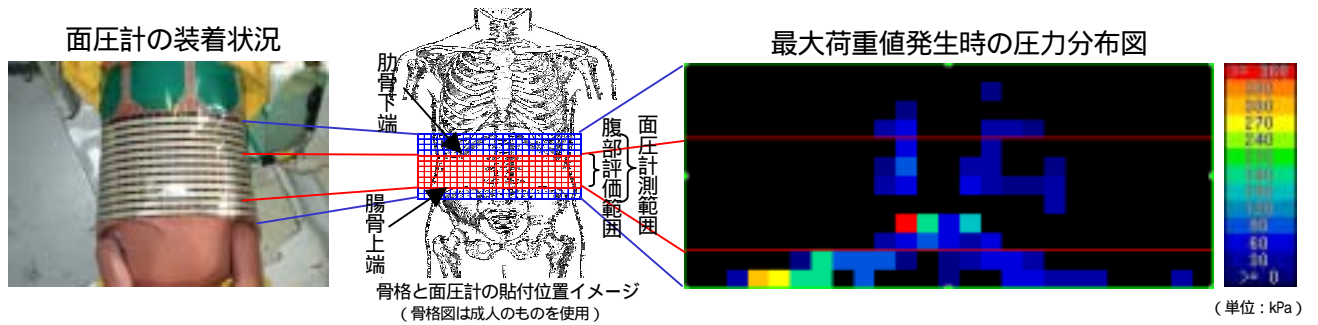 面圧計の装着状況
肋骨下端
腸骨上端
腹部評価範囲
面圧計測範囲
骨格と面圧計の貼付位置イメージ
(骨格図は成人のものを使用)
最大荷重値発生時の圧力分布図
270
240
>= 0
(単位:kPa)